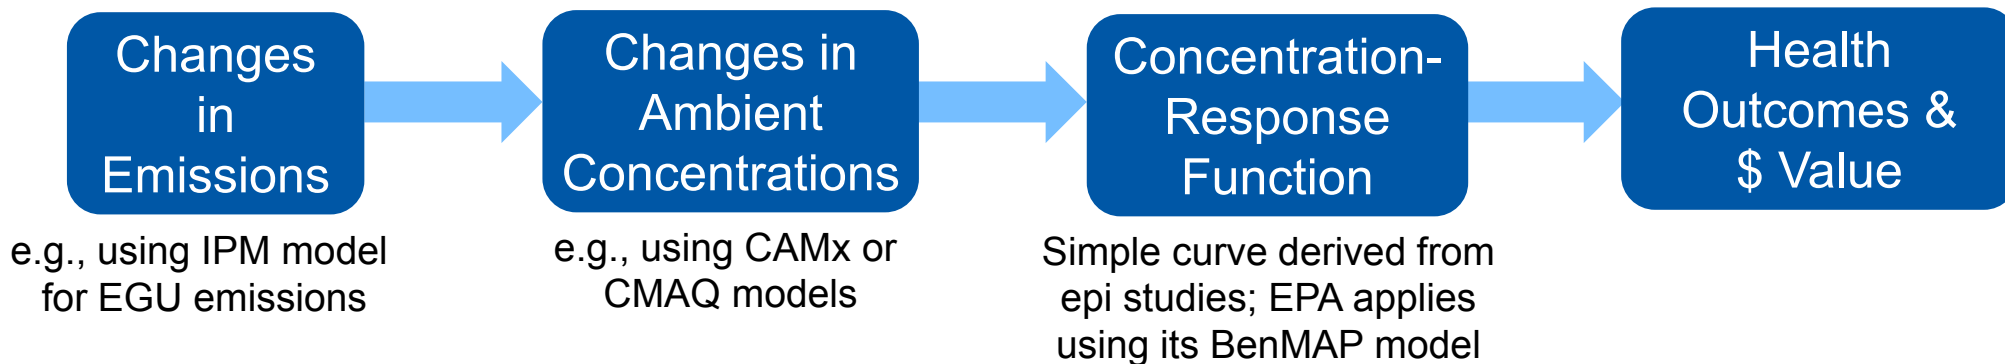 Changes
in
Emissions
e.g., using IPM model
for EGU emissions
Changes in
Ambient
Concentrations
e.g., using CAMx or
CMAQ models
Concentration-
Response
Function
Simple curve derived from
epi studies; EPA applies
using its BenMAP model
Health
Outcomes &
$ Value